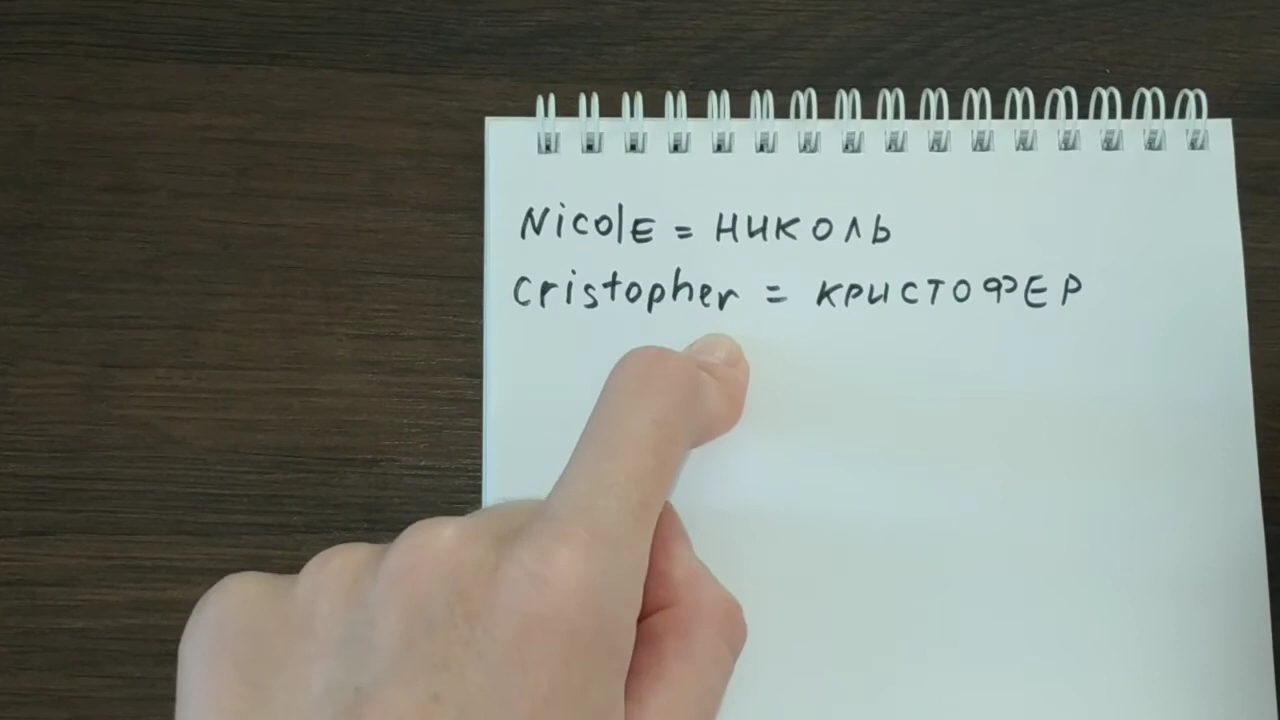 NicolE = НИКОЛЬ
Cristopher = КРИСТОФЕР